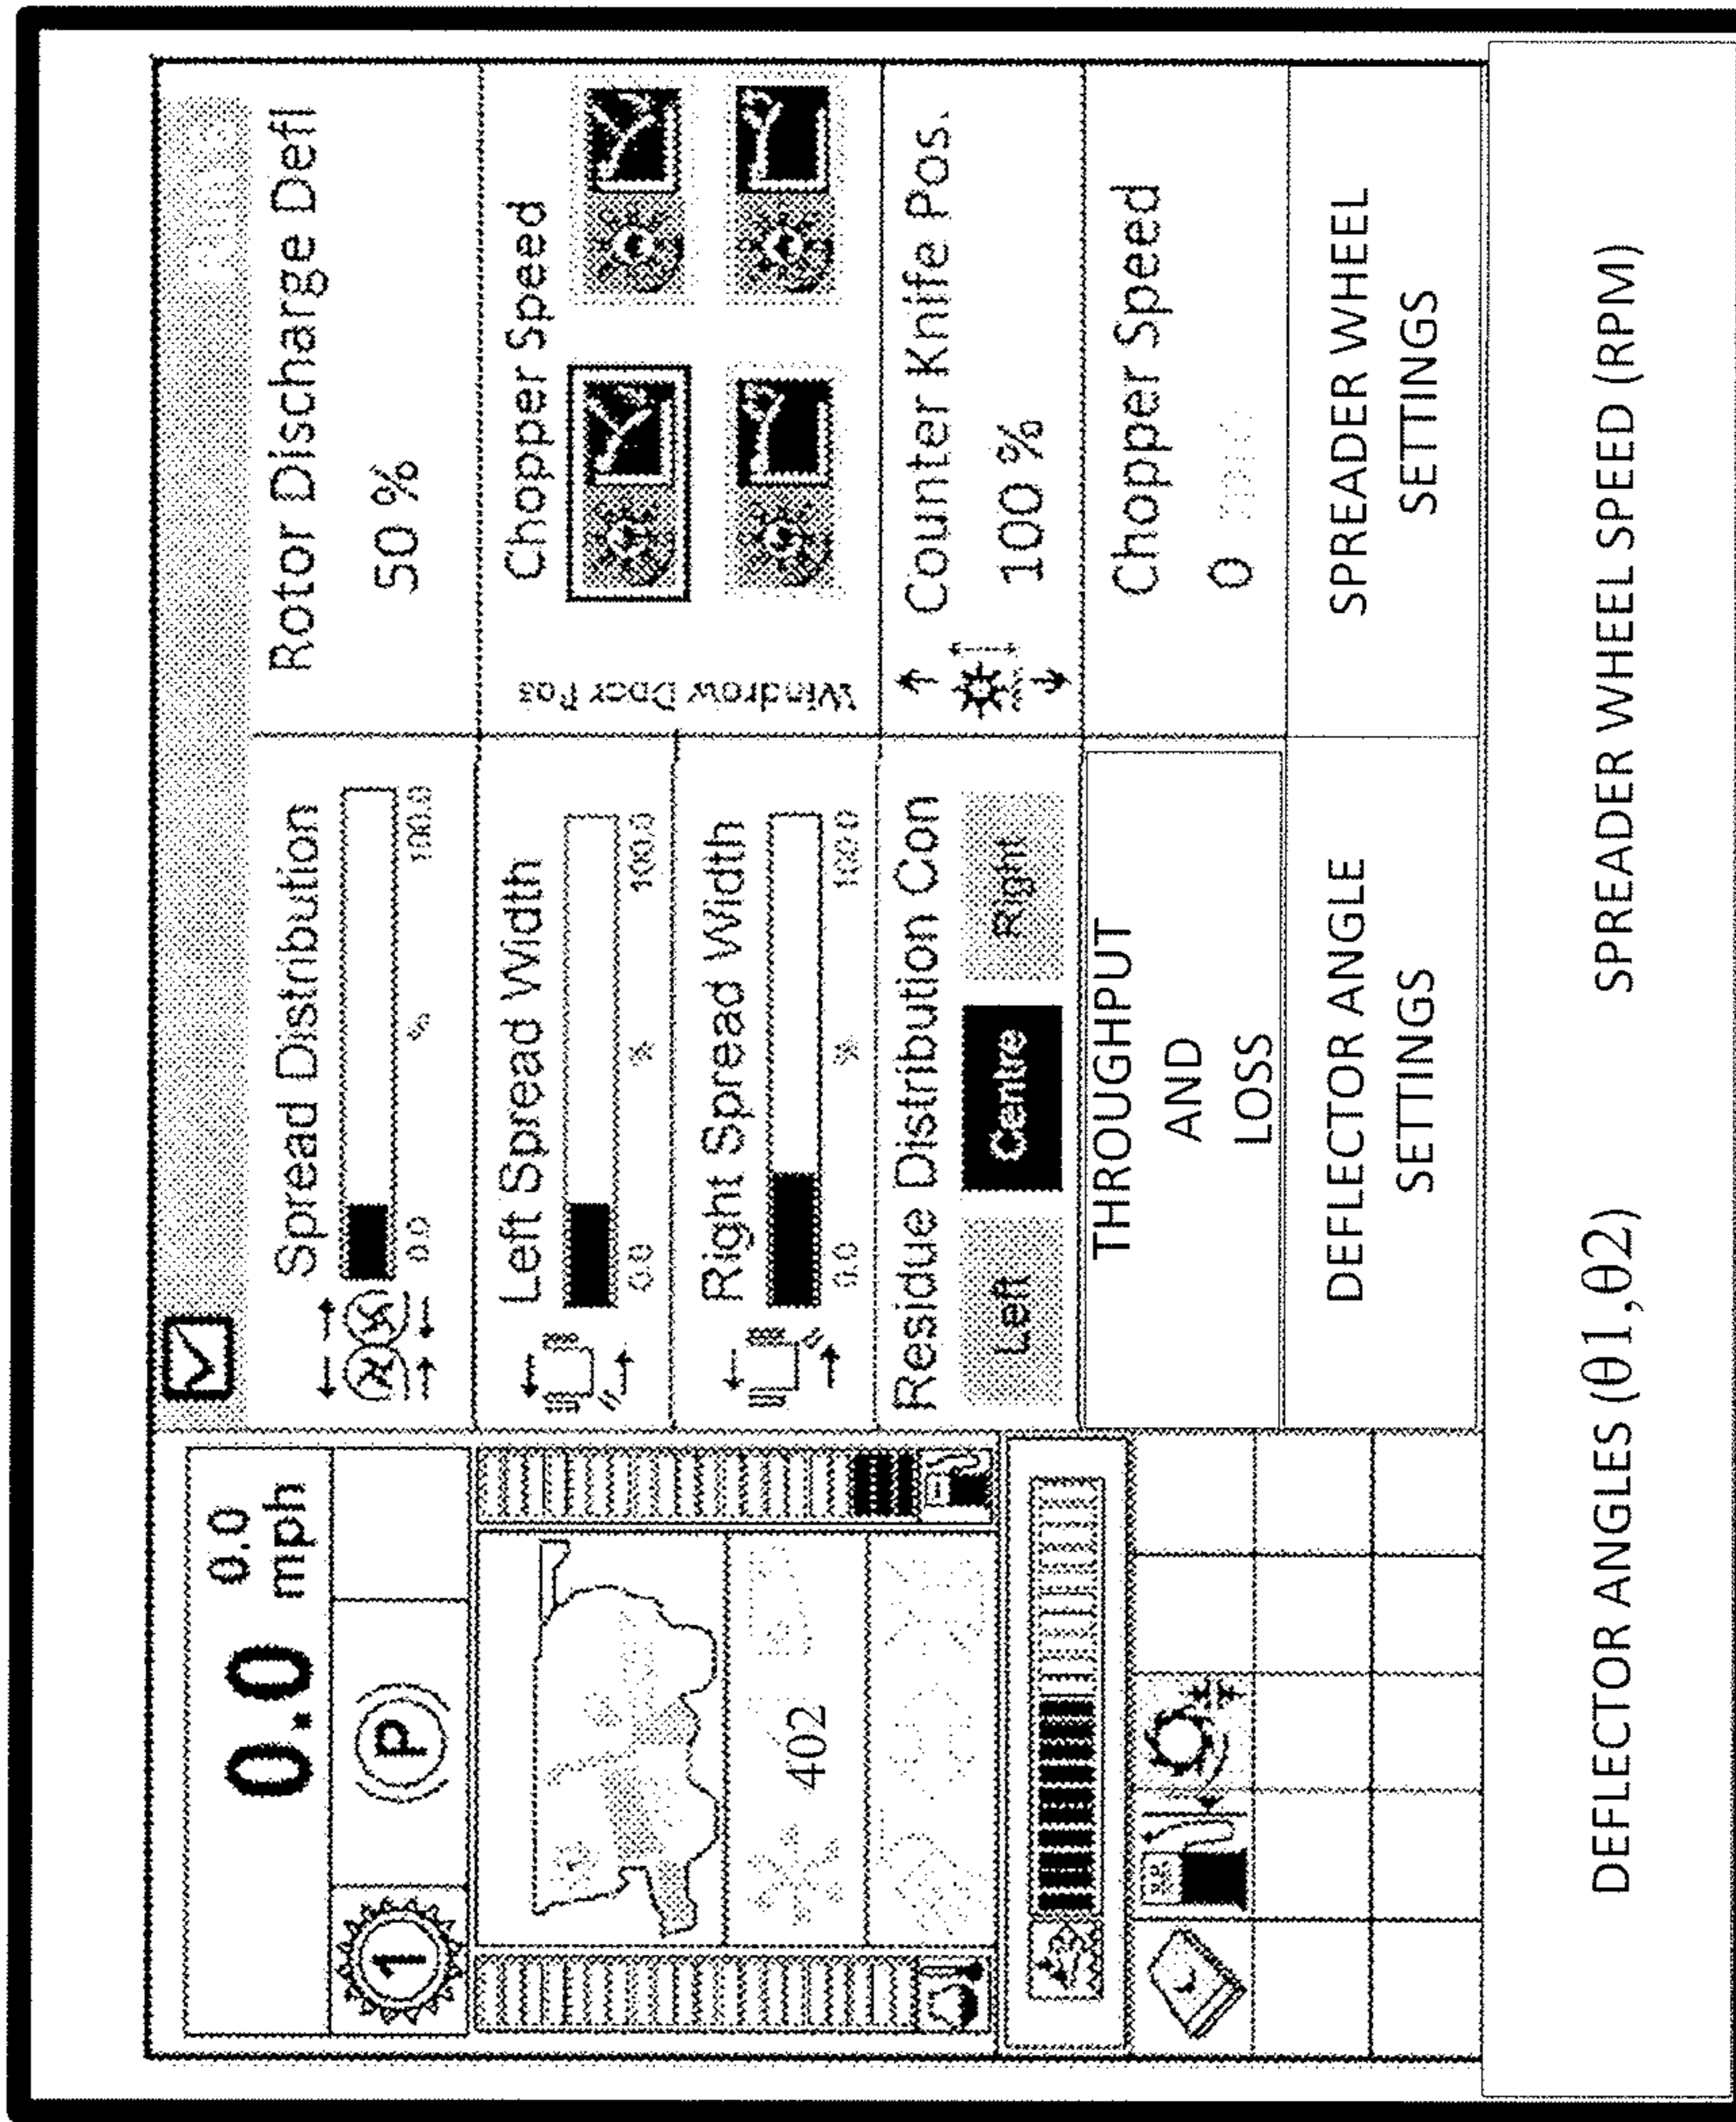 0.0
0.0
mph
1
P
402
Spread Distribution
0.0
%
100.0
Left Spread Width
0.0
%
100.0
Right Spread Width
0.0
%
100.0
Residue Distribution Con
Left
Centre
Right
THROUGHPUT
AND
LOSS
DEFLECTOR ANGLE
SETTINGS
Rotor Discharge Defl
50 %
Chopper Speed
Windrow Door Pos
Counter Knife Pos.
100 %
Chopper Speed
0
SPREADER WHEEL
SETTINGS
DEFLECTOR ANGLES (θ1,θ2)
SPREADER WHEEL SPEED (RPM)